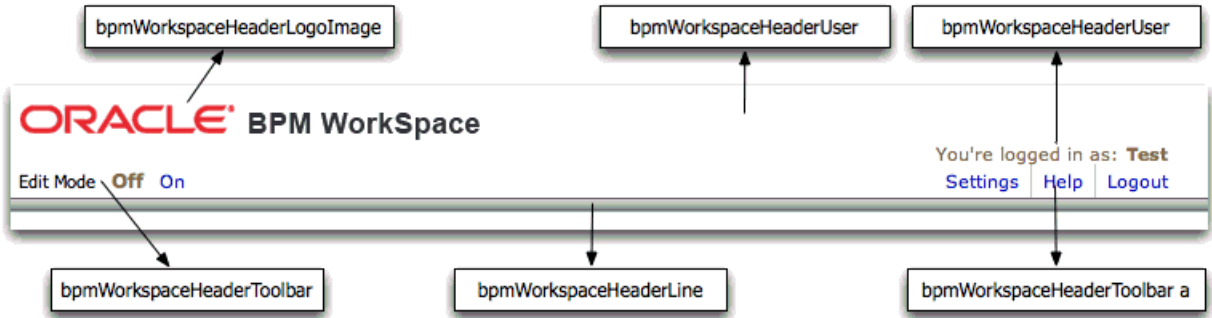 bpmWorkspaceHeaderLogoImage
bpmWorkspaceHeaderUser
bpmWorkspaceHeaderUser
ORACLE BPM WorkSpace
You're logged in as: Test
Edit Mode Off On
Settings Help Logout
bpmWorkspaceHeaderToolbar
bpmWorkspaceHeaderLine
bpmWorkspaceHeaderToolbar a